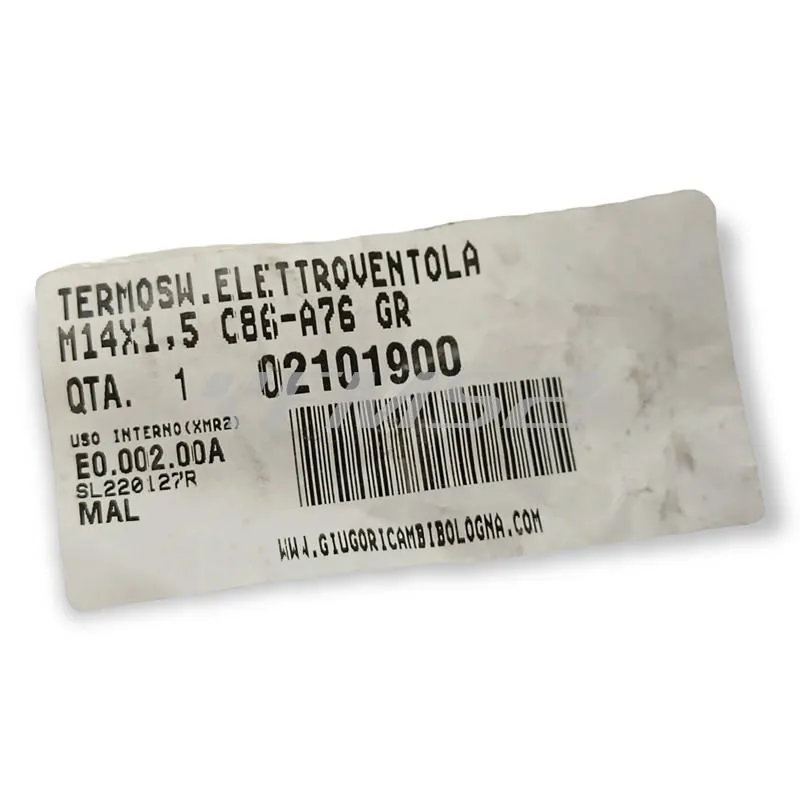 TERMOSW.ELETTROVENTOLA
M14X1,5 C86-A76 GR
QTA. 1 02101900
USO INTERNO(XMR2)
E0.002.00A
SL220127R
MAL
WWW.GIUGORICAMBIBOLOGNA.COM